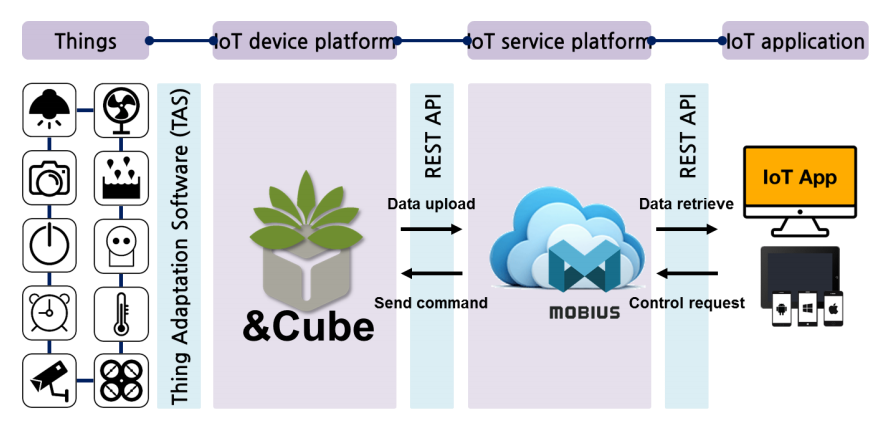 Things
IoT device platform
IoT service platform
IoT application
Thing Adaptation Software (TAS)
&Cube
REST API
Data upload
Send command
MOBIUS
REST API
Data retrieve
Control request
IoT App